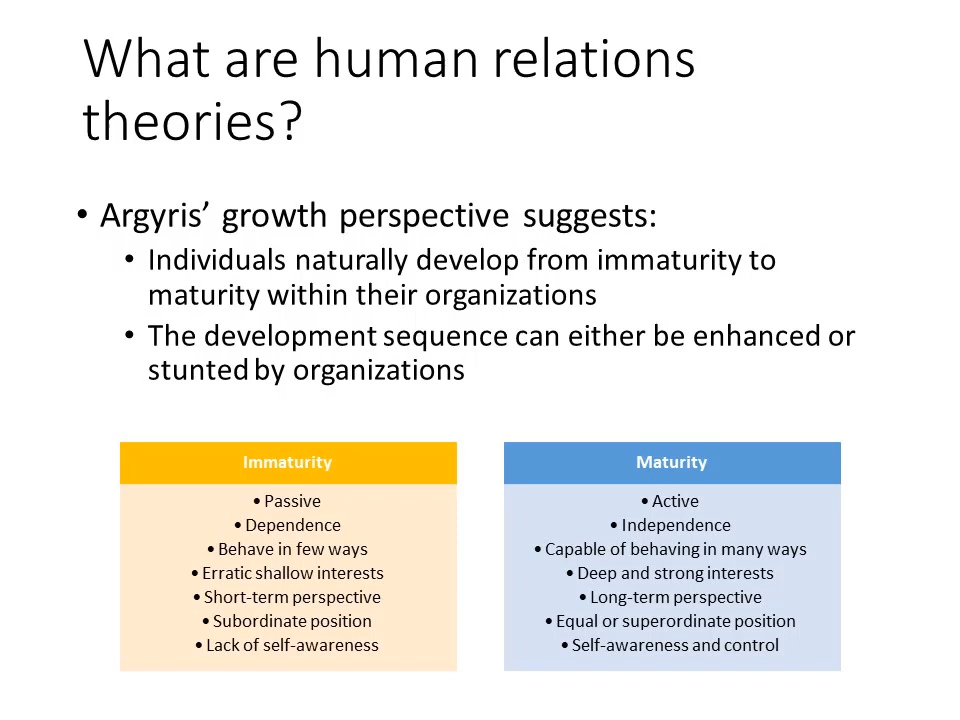 What are human relations
theories?
• Argyris’ growth perspective suggests:
• Individuals naturally develop from immaturity to
maturity within their organizations
• The development sequence can either be enhanced or
stunted by organizations
Immaturity
• Passive
• Dependence
• Behave in few ways
• Erratic shallow interests
• Short-term perspective
• Subordinate position
• Lack of self-awareness
Maturity
• Active
• Independence
• Capable of behaving in many ways
• Deep and strong interests
• Long-term perspective
• Equal or superordinate position
• Self-awareness and control